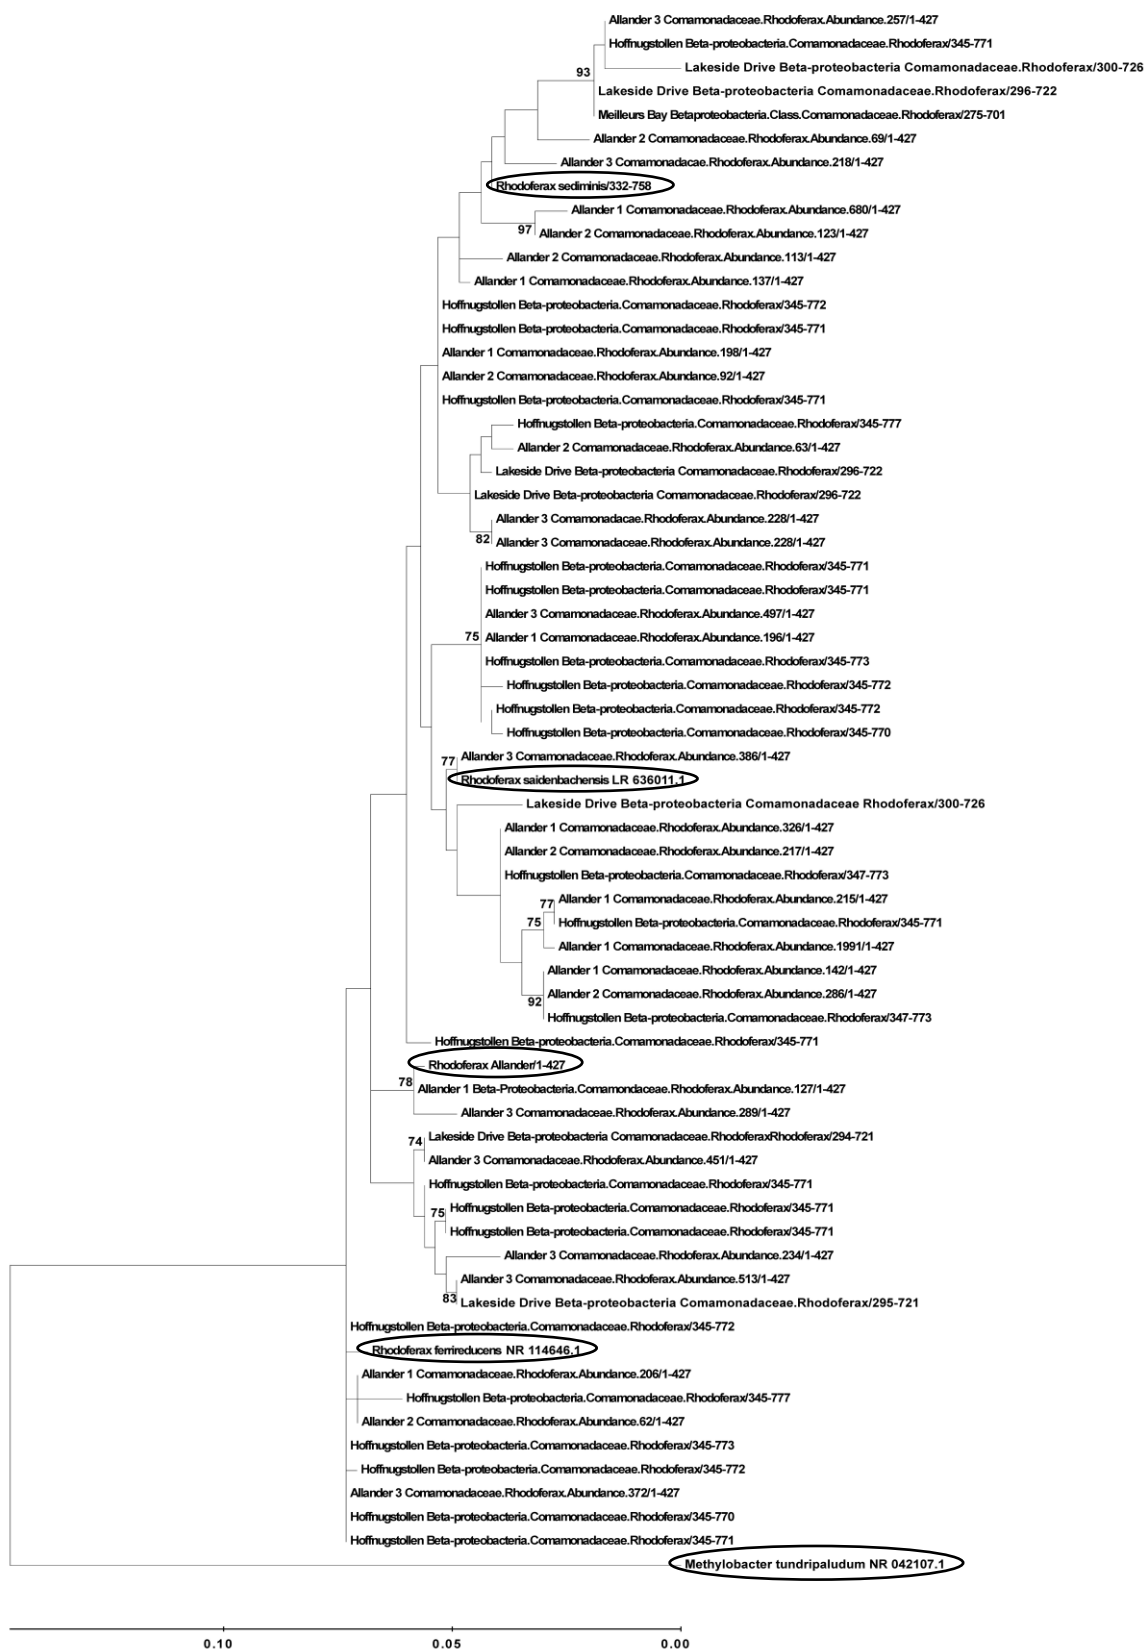 Allander 3 Comamonadaceae.Rhodoferax.Abundance.257/1-427
Hoffnugstollen Beta-proteobacteria.Comamonadaceae.Rhodoferax/345-771
93
Lakeside Drive Beta-proteobacteria Comamonadaceae.Rhodoferax/300-726
Lakeside Drive Beta-proteobacteria Comamonadaceae.Rhodoferax/296-722
Meilleurs Bay Betaproteobacteria.Class.Comamonadaceae.Rhodoferax/275-701
Allander 2 Comamonadaceae.Rhodoferax.Abundance.69/1-427
Allander 3 Comamonadacae.Rhodoferax.Abundance.218/1-427
Rhodoferax sediminis/332-758
Allander 1 Comamonadaceae.Rhodoferax.Abundance.680/1-427
97
Allander 2 Comamonadaceae.Rhodoferax.Abundance.123/1-427
Allander 2 Comamonadaceae.Rhodoferax.Abundance.113/1-427
Allander 1 Comamonadaceae.Rhodoferax.Abundance.137/1-427
Hoffnugstollen Beta-proteobacteria.Comamonadaceae.Rhodoferax/345-772
Hoffnugstollen Beta-proteobacteria.Comamonadaceae.Rhodoferax/345-771
Allander 1 Comamonadaceae.Rhodoferax.Abundance.198/1-427
Allander 2 Comamonadaceae.Rhodoferax.Abundance.92/1-427
Hoffnugstollen Beta-proteobacteria.Comamonadaceae.Rhodoferax/345-771
Hoffnugstollen Beta-proteobacteria.Comamonadaceae.Rhodoferax/345-777
Allander 2 Comamonadaceae.Rhodoferax.Abundance.63/1-427
Lakeside Drive Beta-proteobacteria Comamonadaceae.Rhodoferax/296-722
Lakeside Drive Beta-proteobacteria Comamonadaceae.Rhodoferax/296-722
Allander 3 Comamonadacae.Rhodoferax.Abundance.228/1-427
82
Allander 3 Comamonadaceae.Rhodoferax.Abundance.228/1-427
Hoffnugstollen Beta-proteobacteria.Comamonadaceae.Rhodoferax/345-771
Hoffnugstollen Beta-proteobacteria.Comamonadaceae.Rhodoferax/345-771
Allander 3 Comamonadaceae.Rhodoferax.Abundance.497/1-427
75
Allander 1 Comamonadaceae.Rhodoferax.Abundance.196/1-427
Hoffnugstollen Beta-proteobacteria.Comamonadaceae.Rhodoferax/345-773
Hoffnugstollen Beta-proteobacteria.Comamonadaceae.Rhodoferax/345-772
Hoffnugstollen Beta-proteobacteria.Comamonadaceae.Rhodoferax/345-772
Hoffnugstollen Beta-proteobacteria.Comamonadaceae.Rhodoferax/345-770
Allander 3 Comamonadaceae.Rhodoferax.Abundance.386/1-427
77
Rhodoferax saidenbachensis LR 636011.1
Lakeside Drive Beta-proteobacteria Comamonadaceae Rhodoferax/300-726
Allander 1 Comamonadaceae.Rhodoferax.Abundance.326/1-427
Allander 2 Comamonadaceae.Rhodoferax.Abundance.217/1-427
Hoffnugstollen Beta-proteobacteria.Comamonadaceae.Rhodoferax/347-773
Allander 1 Comamonadaceae.Rhodoferax.Abundance.215/1-427
77
75
Hoffnugstollen Beta-proteobacteria.Comamonadaceae.Rhodoferax/345-771
Allander 1 Comamonadaceae.Rhodoferax.Abundance.1991/1-427
Allander 1 Comamonadaceae.Rhodoferax.Abundance.142/1-427
Allander 2 Comamonadaceae.Rhodoferax.Abundance.286/1-427
92
Hoffnugstollen Beta-proteobacteria.Comamonadaceae.Rhodoferax/347-773
Hoffnugstollen Beta-proteobacteria.Comamonadaceae.Rhodoferax/345-771
Rhodoferax Allander/1-427
78
Allander 1 Beta-Proteobacteria.Comamonadaceae.Rhodoferax.Abundance.127/1-427
Allander 3 Comamonadaceae.Rhodoferax.Abundance.289/1-427
Lakeside Drive Beta-proteobacteria Comamonadaceae.RhodoferaxRhodoferax/294-721
74
Allander 3 Comamonadaceae.Rhodoferax.Abundance.451/1-427
Hoffnugstollen Beta-proteobacteria.Comamonadaceae.Rhodoferax/345-771
Hoffnugstollen Beta-proteobacteria.Comamonadaceae.Rhodoferax/345-771
75
Hoffnugstollen Beta-proteobacteria.Comamonadaceae.Rhodoferax/345-771
Allander 3 Comamonadaceae.Rhodoferax.Abundance.234/1-427
Allander 3 Comamonadaceae.Rhodoferax.Abundance.513/1-427
83
Lakeside Drive Beta-proteobacteria Comamonadaceae.Rhodoferax/295-721
Hoffnugstollen Beta-proteobacteria.Comamonadaceae.Rhodoferax/345-772
Rhodoferax ferrireducens NR 114646.1
Allander 1 Comamonadaceae.Rhodoferax.Abundance.206/1-427
Hoffnugstollen Beta-proteobacteria.Comamonadaceae.Rhodoferax/345-777
Allander 2 Comamonadaceae.Rhodoferax.Abundance.62/1-427
Hoffnugstollen Beta-proteobacteria.Comamonadaceae.Rhodoferax/345-773
Hoffnugstollen Beta-proteobacteria.Comamonadaceae.Rhodoferax/345-772
Allander 3 Comamonadaceae.Rhodoferax.Abundance.372/1-427
Hoffnugstollen Beta-proteobacteria.Comamonadaceae.Rhodoferax/345-770
Hoffnugstollen Beta-proteobacteria.Comamonadaceae.Rhodoferax/345-771
Methylobacter tundripaludum NR 042107.1
0.10 0.05 0.00